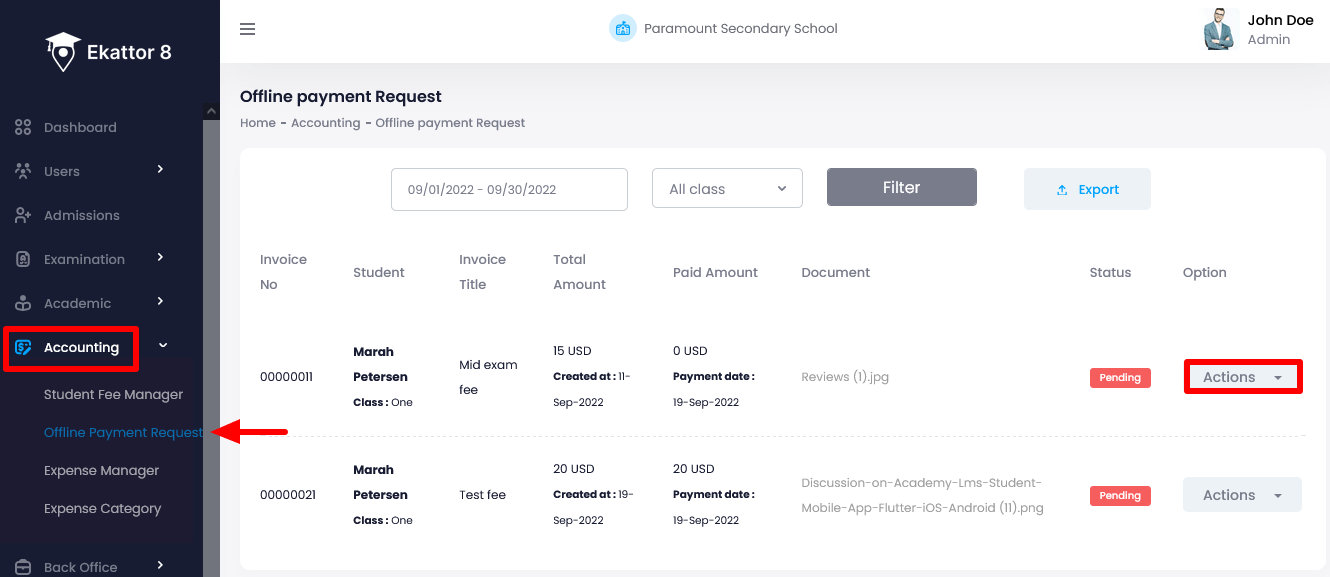 Ekattor 8
Paramount Secondary School
John Doe
Admin
Dashboard
Users
Admissions
Examination
Academic
Accounting
Student Fee Manager
Offline Payment Request
Expense Manager
Expense Category
Back Office
Offline payment Request
Home - Accounting - Offline payment Request
09/01/2022 - 09/30/2022
All class
Filter
Export
Invoice
No
Student
Invoice
Title
Total
Amount
Paid Amount
Document
Status
Option
00000011
Marah
Petersen
Class : One
Mid exam
fee
15 USD
Created at : 11-
Sep-2022
0 USD
Payment date :
19-Sep-2022
Reviews (1).jpg
Pending
Actions
00000021
Marah
Petersen
Class : One
Test fee
20 USD
Created at : 19-
Sep-2022
20 USD
Payment date :
19-Sep-2022
Discussion-on-Academy-Lms-Student-
Mobile-App-Flutter-iOS-Android (11).png
Pending
Actions